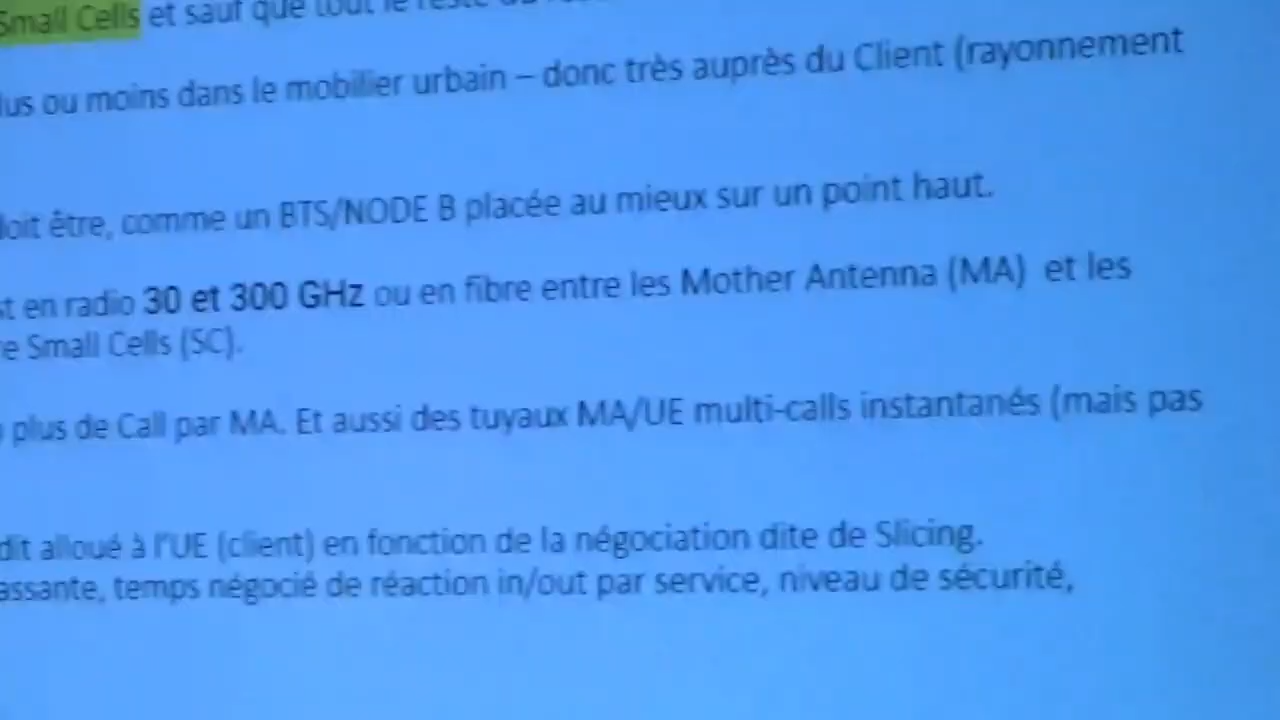 Small Cells et sauf que tout le reste
ou moins dans le mobilier urbain – donc très auprès du Client (rayonnement
être, comme un BTS/NODE B placée au mieux sur un point haut.
en radio 30 et 300 GHz ou en fibre entre les Mother Antenna (MA) et les
Small Cells (SC).
plus de Call par MA. Et aussi des tuyaux MA/UE multi-calls instantanés (mais pas
alloué à l'UE (client) en fonction de la négociation dite de Slicing.
temps négocié de réaction in/out par service, niveau de sécurité,